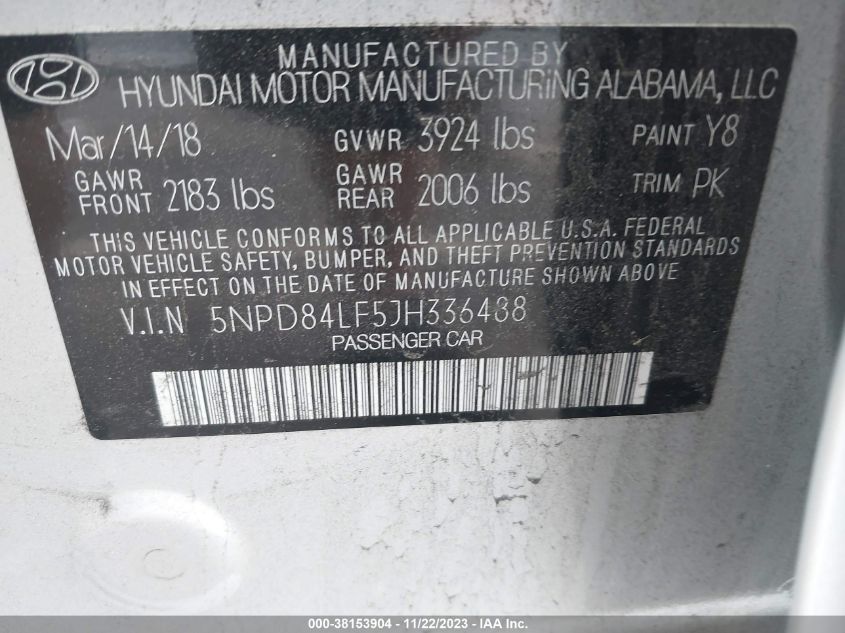 MANUFACTURED BY
HYUNDAI MOTOR MANUFACTURING ALABAMA, LLC
Mar/14/18 GVWR 3924 lbs PAINT Y8
GAWR FRONT 2183 lbs GAWR REAR 2006 lbs TRIM PK
THIS VEHICLE CONFORMS TO ALL APPLICABLE U.S.A. FEDERAL
MOTOR VEHICLE SAFETY, BUMPER, AND THEFT PREVENTION STANDARDS
IN EFFECT ON THE DATE OF MANUFACTURE SHOWN ABOVE
V.I.N 5NPD84LF5JH336488
PASSENGER CAR
000-38153904 - 11/22/2023 - IAA Inc.